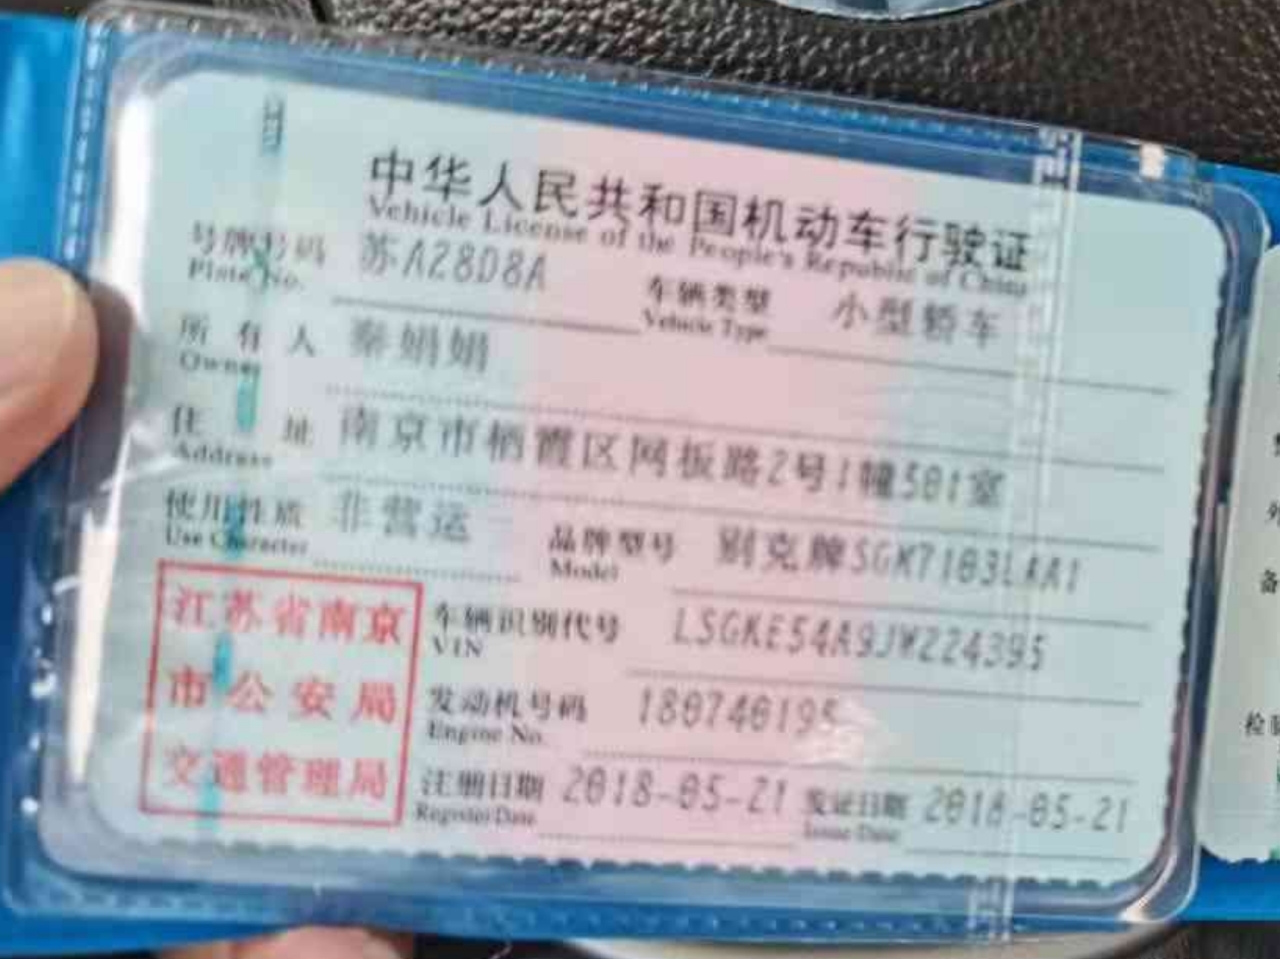 中华人民共和国机动车行驶证
Vehicle License of the People's Republic of China
号牌号码 苏A28D8A 车辆类型 小型轿车
Plate No. Vehicle Type
所有人 秦娟娟
Owner
住址 南京市栖霞区网板路2号1幢501室
Address
使用性质 非营运 品牌型号 别克牌SGM7103LAA1
Use Character Model
江苏省南京
市公安局
交通管理局
车辆识别代号 LSGKE54A9JW224395
VIN
发动机号码 180740195
Engine No.
注册日期 2018-05-21 发证日期 2018-05-21
Register Date Issue Date
备
检